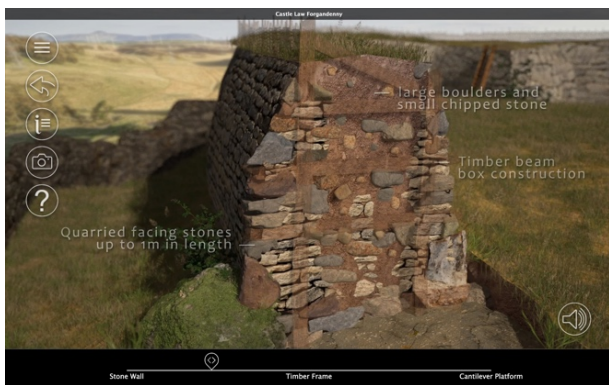 Castle Law Forgandenny
large boulders and
small chipped stone
Timber beam
box construction
Quarried facing stones
up to 1m in length
Stone Wall
Timber Frame
Cantilever Platform